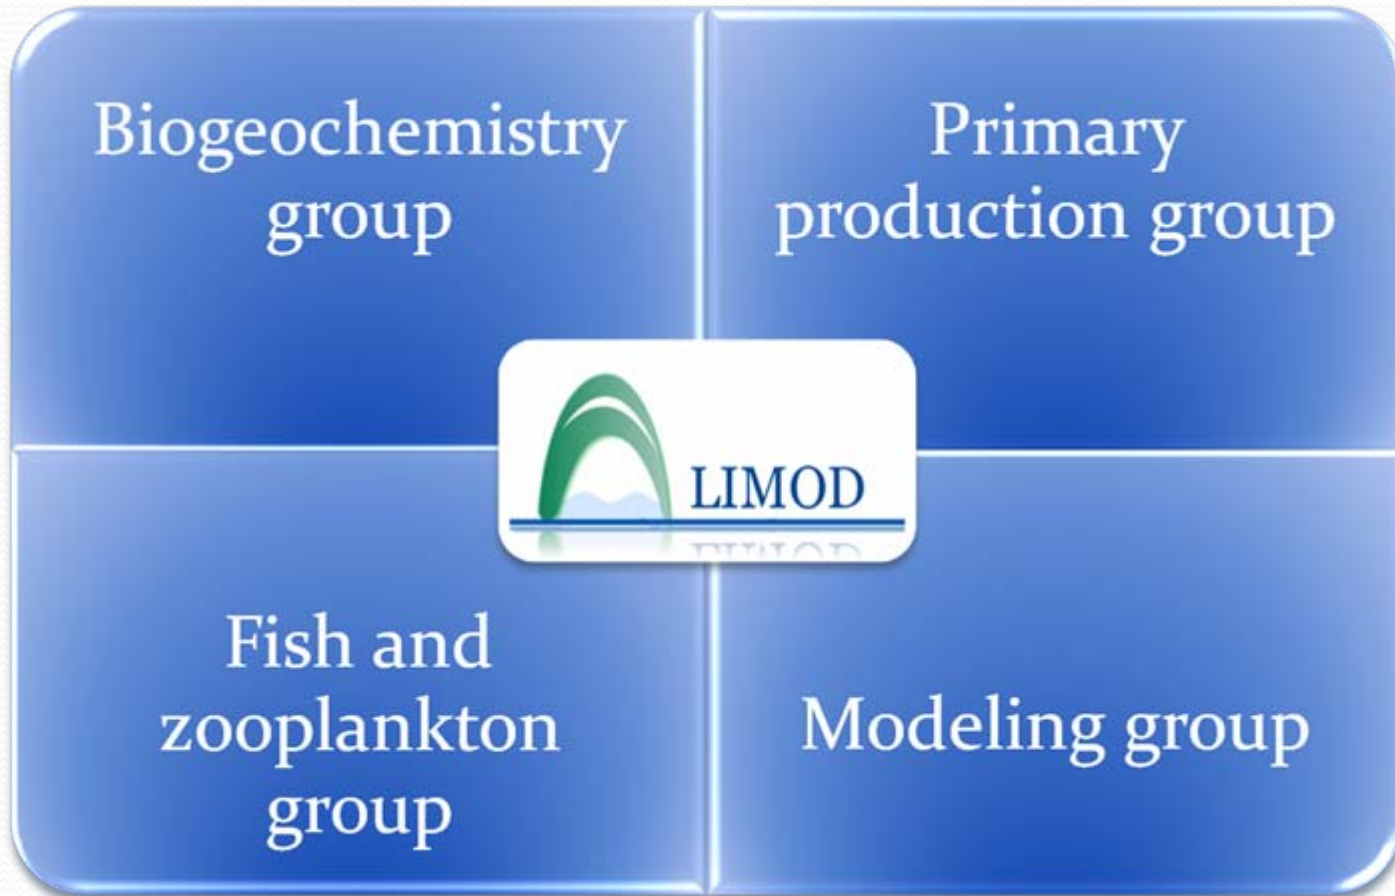 Biogeochemistry
group
Primary
production group
LIMOD
Fish and
zooplankton
group
Modeling group